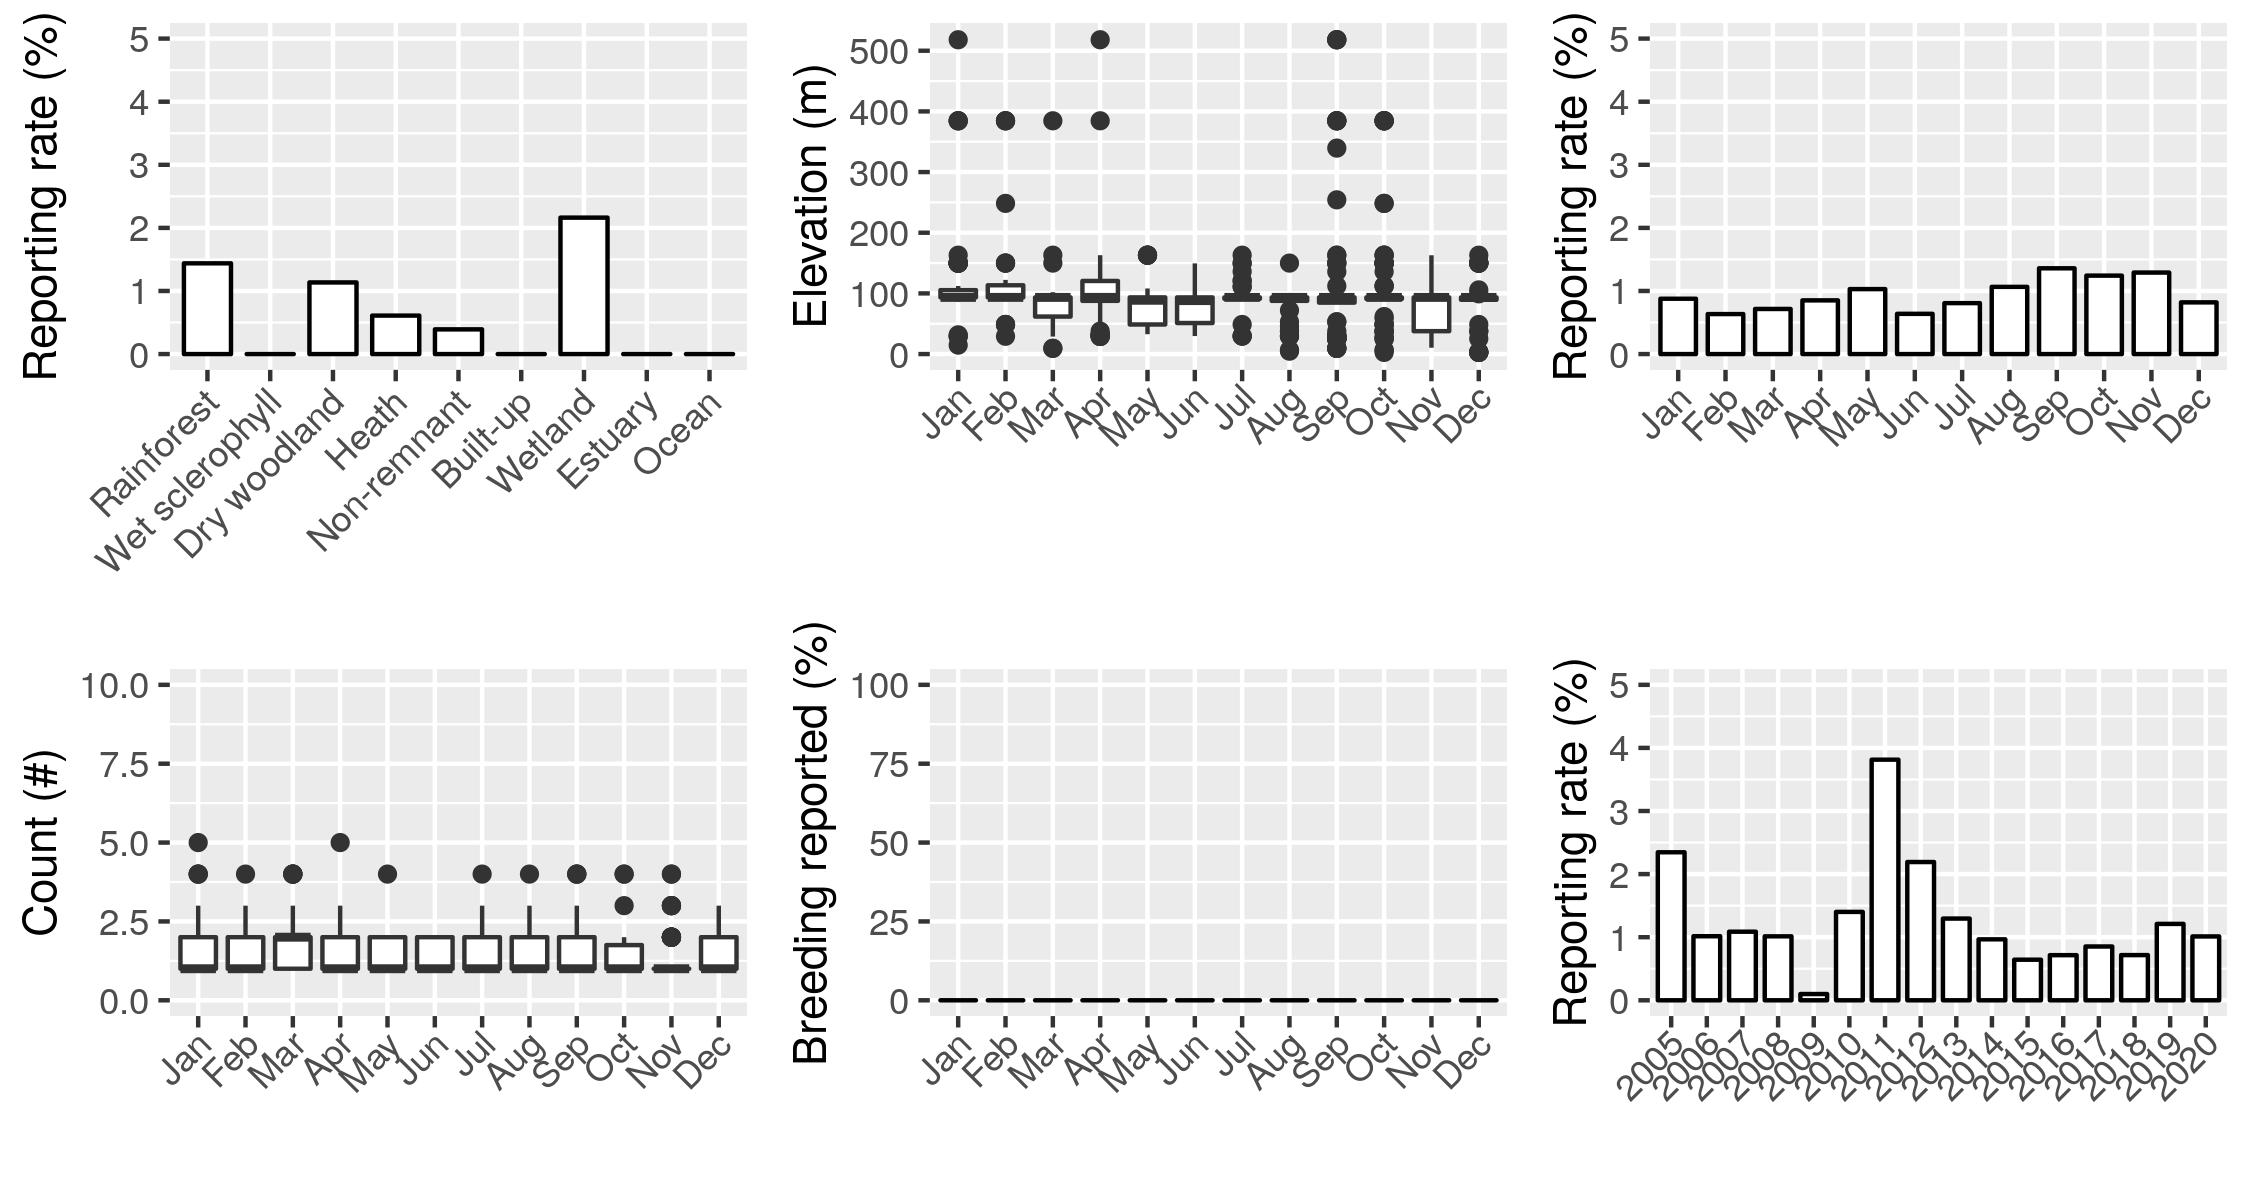 Reporting rate (%)
5
4
3
2
1
0
Rainforest
Wet sclerophyll
Dry woodland
Heath
Non-remnant
Built-up
Wetland
Estuary
Ocean
Elevation (m)
500
400
300
200
100
0
Jan
Feb
Mar
Apr
May
Jun
Jul
Aug
Sep
Oct
Nov
Dec
Reporting rate (%)
5
4
3
2
1
0
Jan
Feb
Mar
Apr
May
Jun
Jul
Aug
Sep
Oct
Nov
Dec
Count (#)
10.0
7.5
5.0
2.5
0.0
Jan
Feb
Mar
Apr
May
Jun
Jul
Aug
Sep
Oct
Nov
Dec
Breeding reported (%)
100
75
50
25
0
Jan
Feb
Mar
Apr
May
Jun
Jul
Aug
Sep
Oct
Nov
Dec
Reporting rate (%)
5
4
3
2
1
0
2005
2006
2007
2008
2009
2010
2011
2012
2013
2014
2015
2016
2017
2018
2019
2020